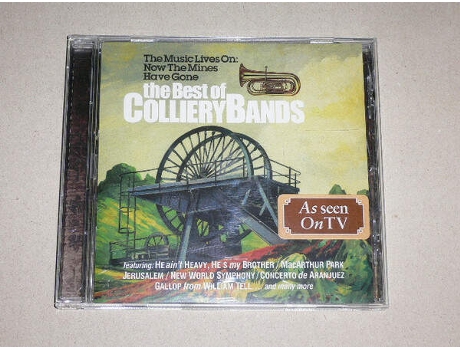 The Music Lives On:
Now The Mines
Have Gone
the Best of
COLLIERY BANDS
As seen
On TV
featuring: HE AIN'T HEAVY, HE'S my BROTHER / MACARTHUR PARK
JERUSALEM / NEW WORLD SYMPHONY / CONCERTO de ARANJUEZ
GALLOP from WILLIAM TELL ... and many more